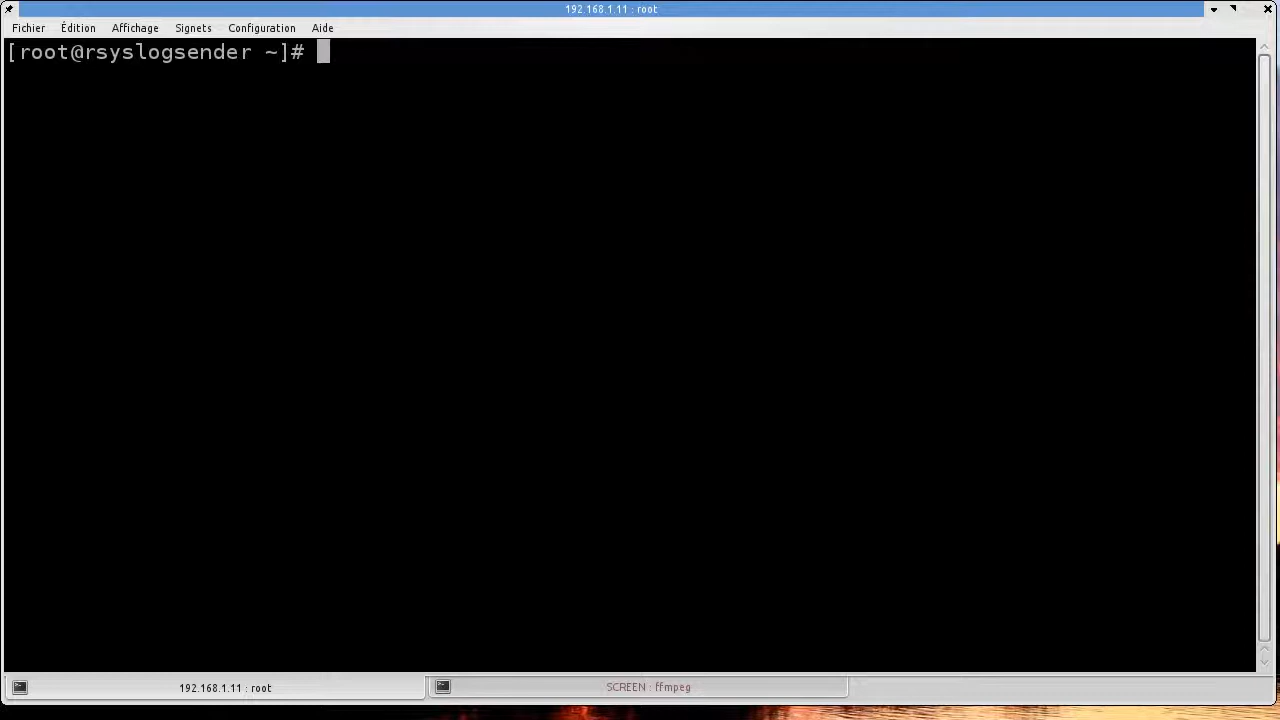 192.168.1.11 : root
Fichier Édition Affichage Signets Configuration Aide
[root@rsyslogsender ~]#
192.168.1.11 : root SCREEN : ffmpeg